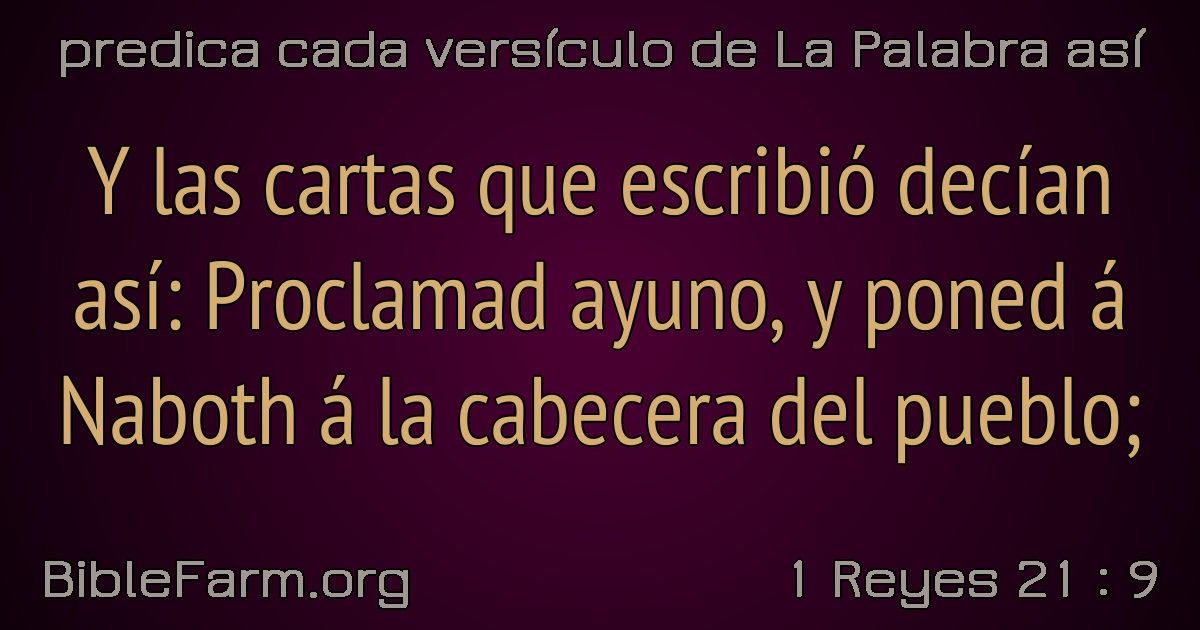 predica cada versículo de La Palabra así
Y las cartas que escribió decían
así: Proclamad ayuno, y poned á
Naboth á la cabecera del pueblo;
BibleFarm.org
1 Reyes 21 : 9